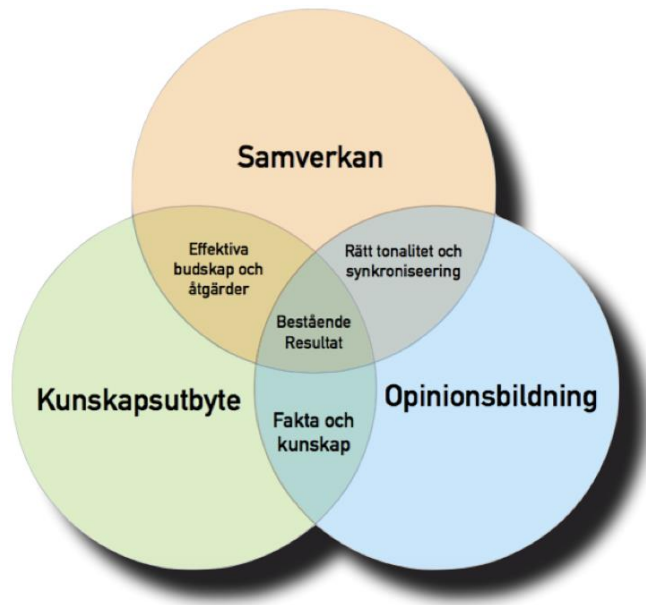 Samverkan
Effektiva
budskap och
åtgärder
Rätt tonalitet och
synkroniseering
Bestående
Resultat
Kunskapsutbyte
Opinionsbildning
Fakta och
kunskap